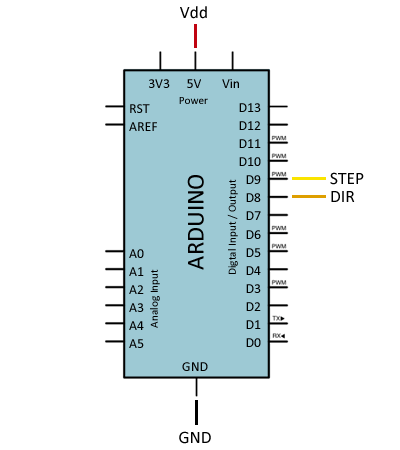 Vdd
3V3 5V Vin
Power
RST
AREF
A0
A1
A2
A3
A4
A5
Analog Input
ARDUINO
Digtal Input / Output
D13
D12
PWM
D11
PWM
D10
PWM
D9 STEP
D8 DIR
D7
PWM
D6
PWM
D5
D4
PWM
D3
D2
TX▶
D1
RX◀
D0
GND
GND